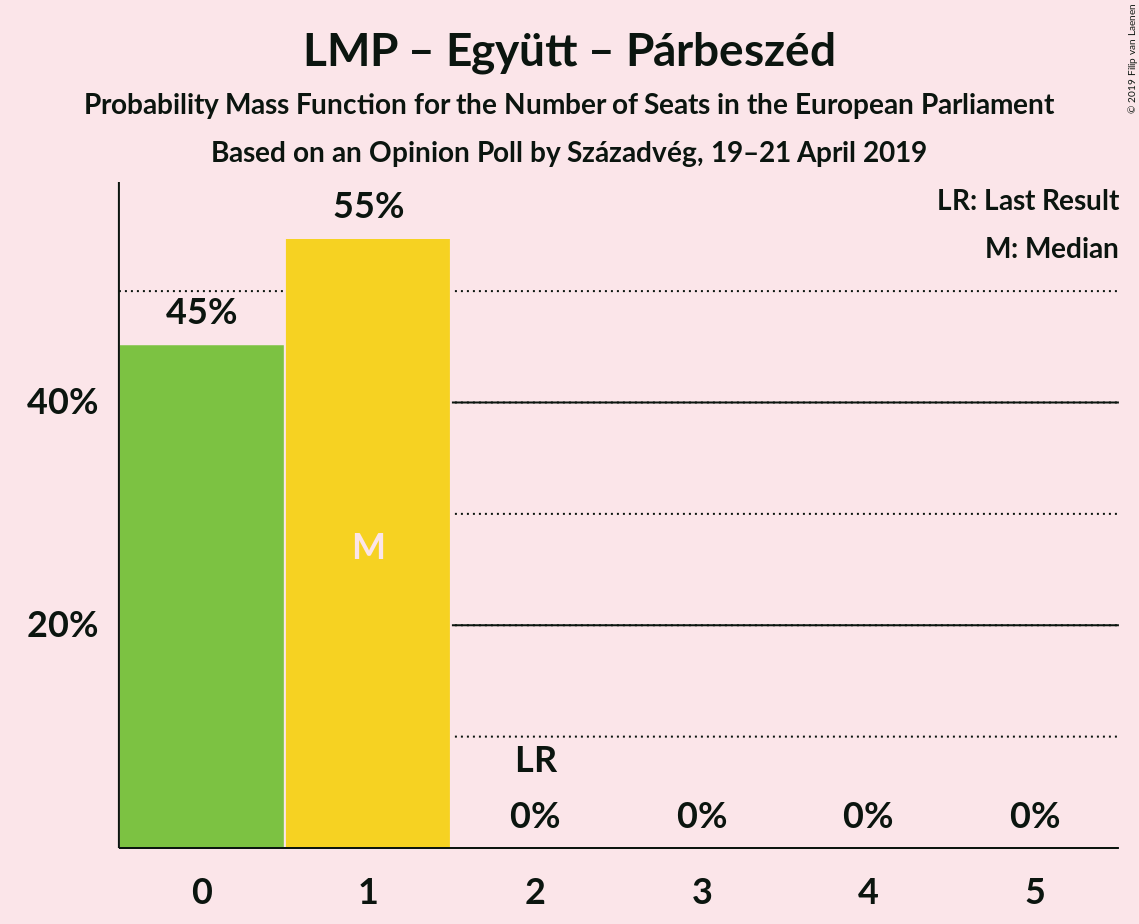 LMP – Együtt – Párbeszéd
Probability Mass Function for the Number of Seats in the European Parliament
Based on an Opinion Poll by Századvég, 19–21 April 2019
© 2019 Filip van Laenen
LR: Last Result
M: Median
55%
45%
40%
M
20%
LR
0% 0% 0% 0%
0 1 2 3 4 5